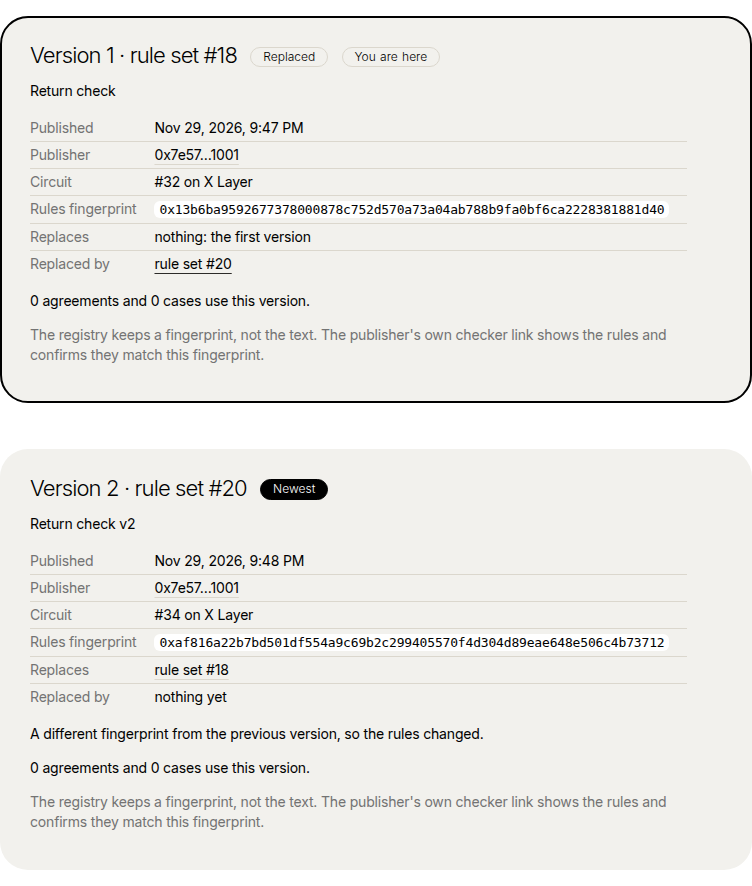 Version 1 · rule set #18 Replaced You are here
Return check
Published Nov 29, 2026, 9:47 PM
Publisher 0x7e57…1001
Circuit #32 on X Layer
Rules fingerprint 0x13b6ba9592677378000878c752d570a73a04ab788b9fa0bf6ca2228381881d40
Replaces nothing: the first version
Replaced by rule set #20
0 agreements and 0 cases use this version.
The registry keeps a fingerprint, not the text. The publisher's own checker link shows the rules and
confirms they match this fingerprint.
Version 2 · rule set #20 Newest
Return check v2
Published Nov 29, 2026, 9:48 PM
Publisher 0x7e57…1001
Circuit #34 on X Layer
Rules fingerprint 0xaf816a22b7bd501df554a9c69b2c299405570f4d304d89eae648e506c4b73712
Replaces rule set #18
Replaced by nothing yet
A different fingerprint from the previous version, so the rules changed.
0 agreements and 0 cases use this version.
The registry keeps a fingerprint, not the text. The publisher's own checker link shows the rules and
confirms they match this fingerprint.